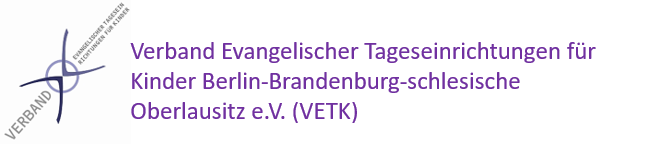 EVANGELISCHER TAGESEIN
RICHTUNGEN FÜR KINDER
VERBAND
Verband Evangelischer Tageseinrichtungen für
Kinder Berlin-Brandenburg-schlesische
Oberlausitz e.V. (VETK)